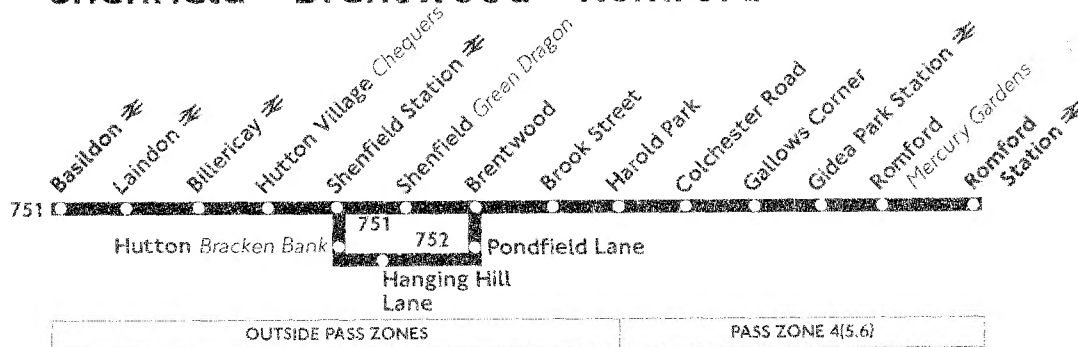 Basildon
Laindon
Billericay
Hutton Village Chequers
Shenfield Station
Shenfield Green Dragon
Brentwood
Brook Street
Harold Park
Colchester Road
Gallows Corner
Gidea Park Station
Romford
Mercury Gardens
Romford
Station
751
751
752
Hutton Bracken Bank
Pondfield Lane
Hanging Hill
Lane
OUTSIDE PASS ZONES
PASS ZONE 4(5.6)